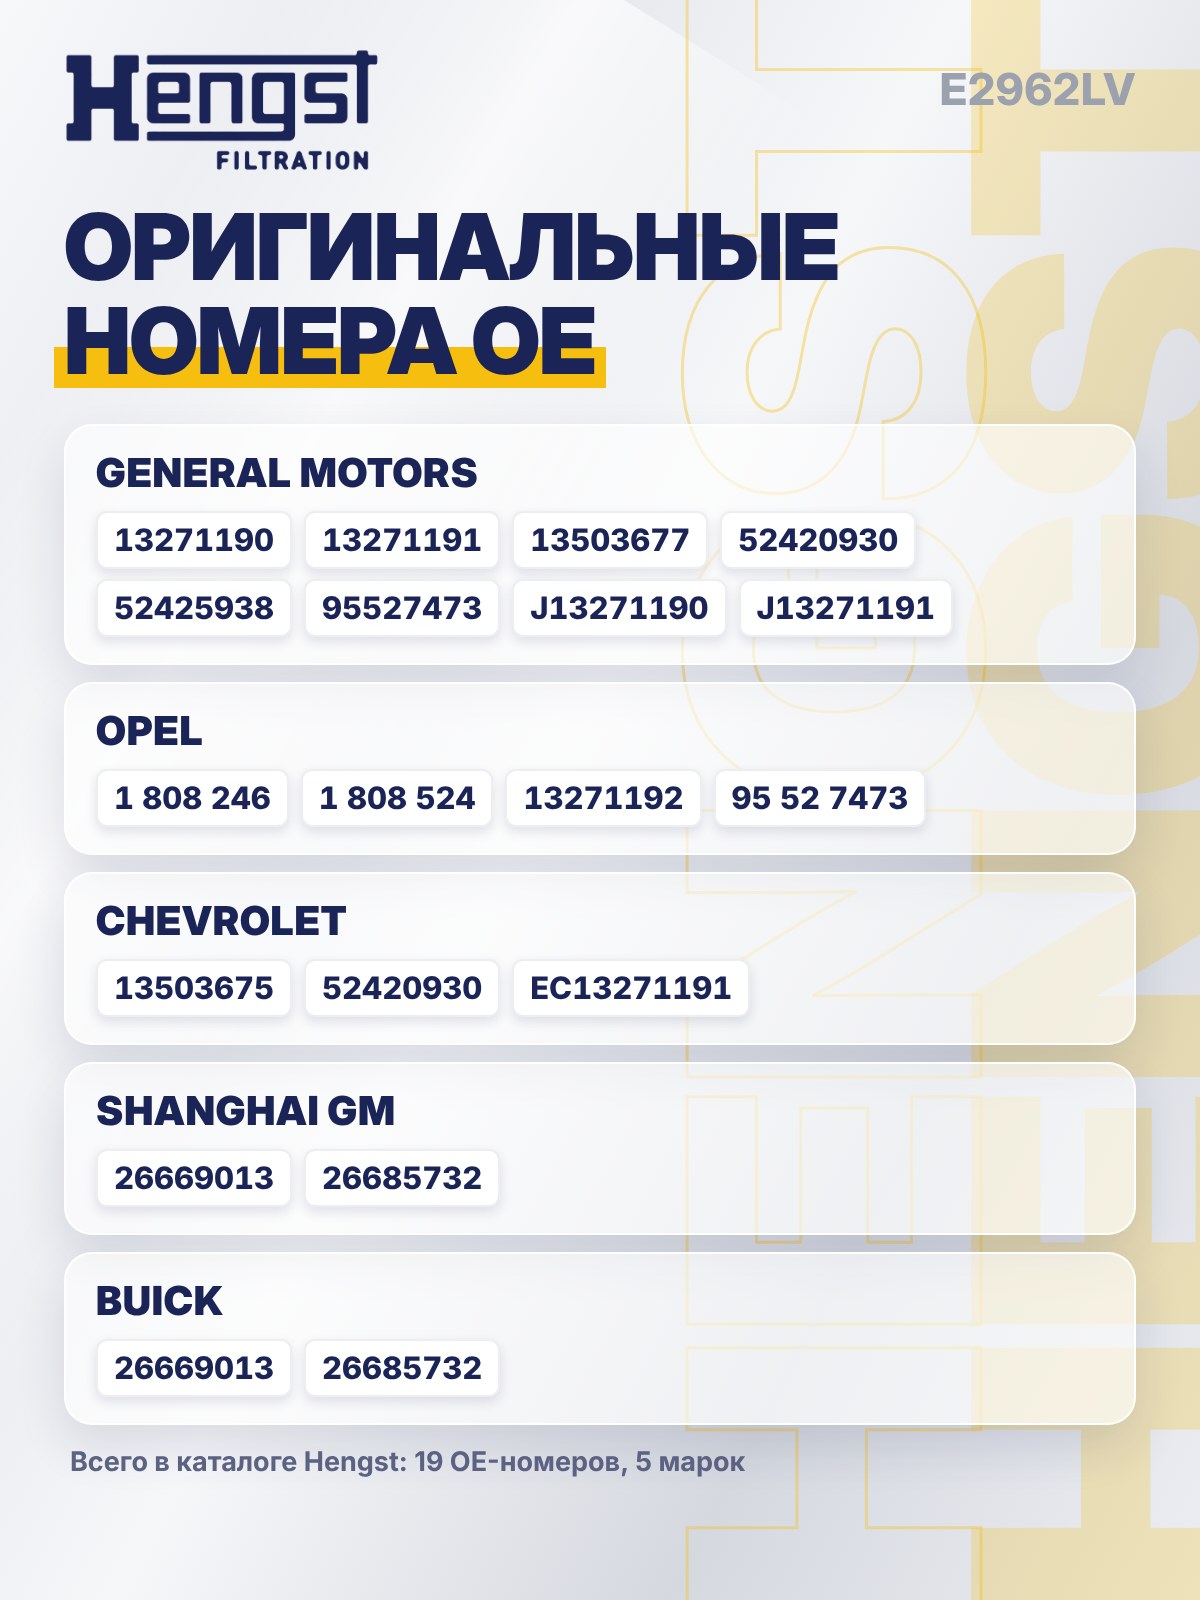 Hengst
FILTRATION
E2962LV
ОРИГИНАЛЬНЫЕ
НОМЕРА ОЕ
GENERAL MOTORS
13271190 13271191 13503677 52420930
52425938 95527473 J13271190 J13271191
OPEL
1 808 246 1 808 524 13271192 95 52 7473
CHEVROLET
13503675 52420930 EC13271191
SHANGHAI GM
26669013 26685732
BUICK
26669013 26685732
Всего в каталоге Hengst: 19 ОЕ-номеров, 5 марок
HENGST
HENGST